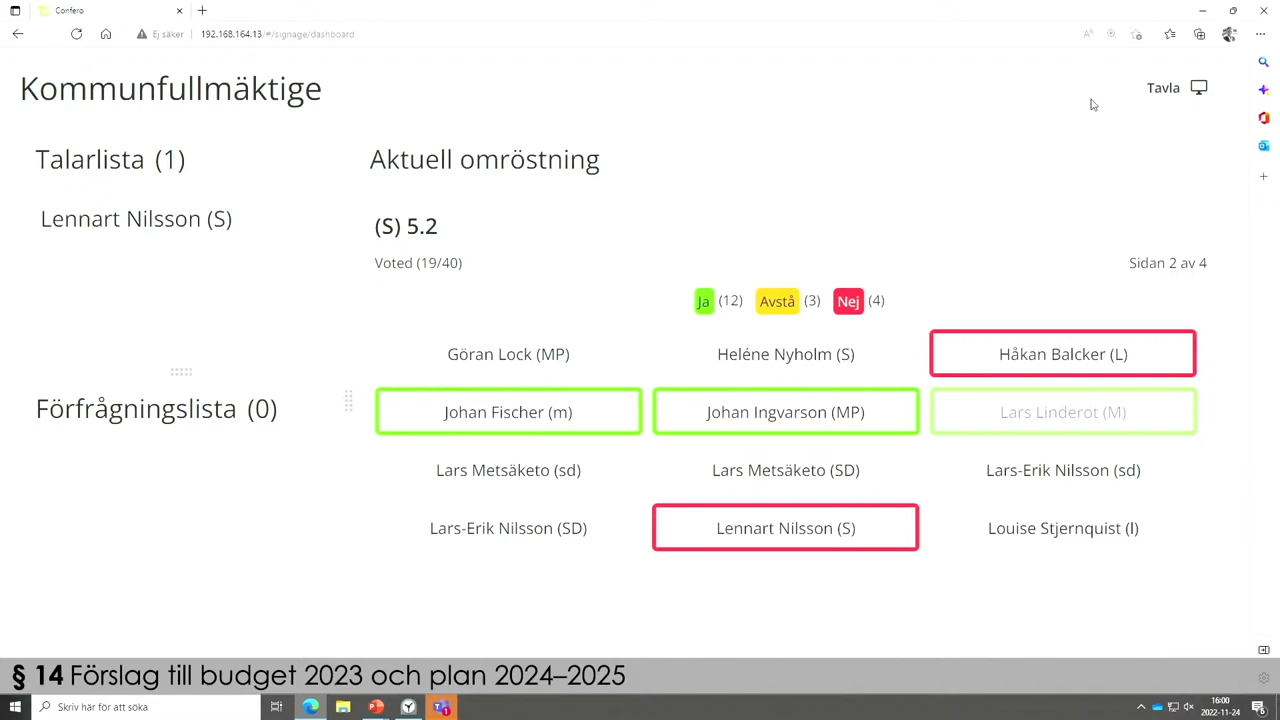 Confero
Ej säker
192.168.164.13/#/signage/dashboard
Kommunfullmäktige
Tavla
Talarlista (1)
Lennart Nilsson (S)
Förfrågningslista (0)
Aktuell omröstning
(S) 5.2
Voted (19/40)
Sidan 2 av 4
Ja (12) Avstå (3) Nej (4)
Göran Lock (MP)
Heléne Nyholm (S)
Håkan Balcker (L)
Johan Fischer (m)
Johan Ingvarson (MP)
Lars Linderot (M)
Lars Metsäketo (sd)
Lars Metsäketo (SD)
Lars-Erik Nilsson (sd)
Lars-Erik Nilsson (SD)
Lennart Nilsson (S)
Louise Stjernquist (l)
§ 14 Förslag till budget 2023 och plan 2024–2025
Skriv här för att söka
16:00
2022-11-24